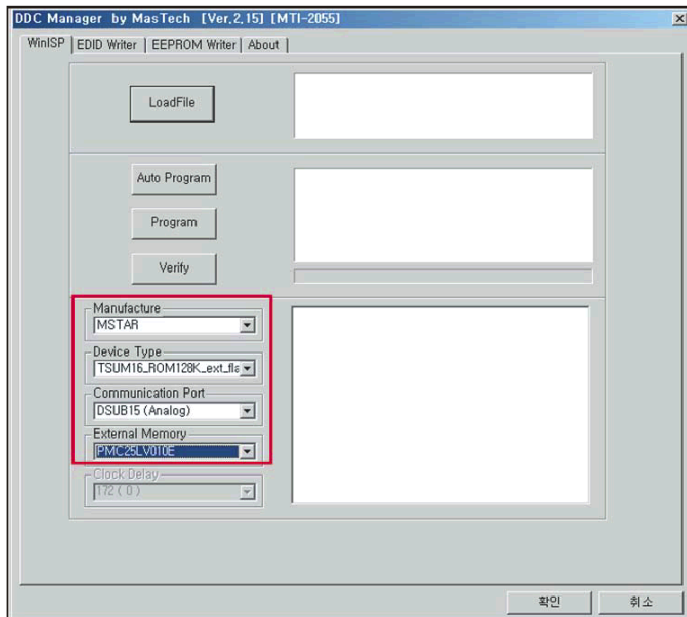 DDC Manager by MasTech [Ver.2.15] [MTI-2055]
WinISP EDID Writer EEPROM Writer About
LoadFile
Auto Program
Program
Verify
Manufacture
MSTAR
Device Type
TSUM16_ROM128K_ext_fla
Communication Port
DSUB15 (Analog)
External Memory
PMC25LV010E
Clock Delay
172 ( 0 )
확인 취소